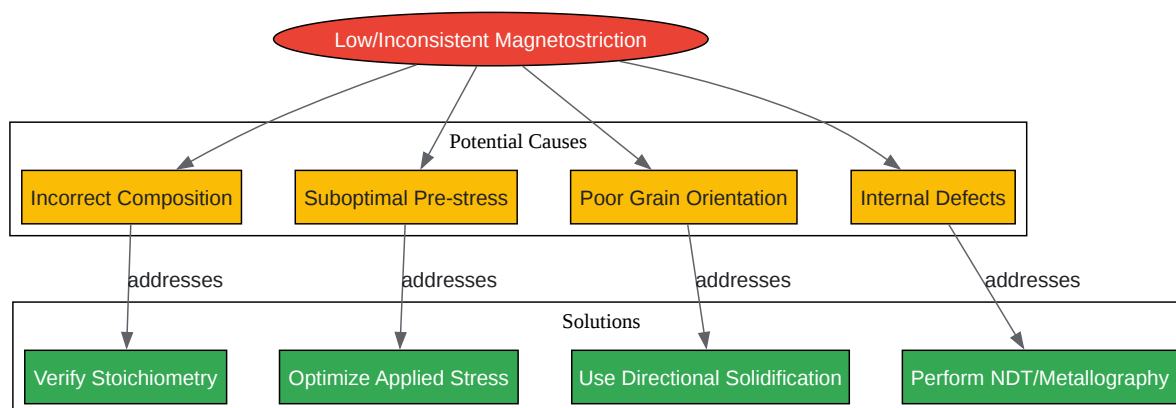 Low/Inconsistent Magnetostriction
Potential Causes
Incorrect Composition
Suboptimal Pre-stress
Poor Grain Orientation
Internal Defects
addresses
addresses
addresses
addresses
Solutions
Verify Stoichiometry
Optimize Applied Stress
Use Directional Solidification
Perform NDT/Metallography